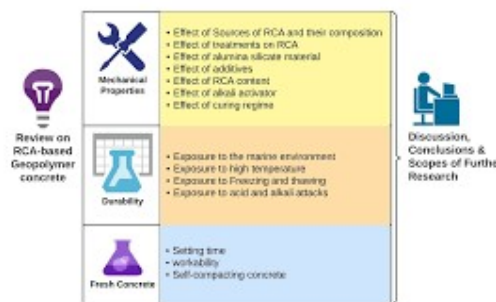 Review on
RCA-based
Geopolymer
concrete
Mechanical
Properties
• Effect of Sources of RCA and their composition
• Effect of treatments on RCA
• Effect of alumina silicate material
• Effect of additives
• Effect of RCA content
• Effect of alkali activator
• Effect of curing regime
Durability
• Exposure to the marine environment
• Exposure to high temperature
• Exposure to Freezing and thawing
• Exposure to acid and alkali attacks
Fresh Concrete
• Setting time
• workability
• Self-compacting concrete
Discussion,
Conclusions &
Scopes of Furthe
Research